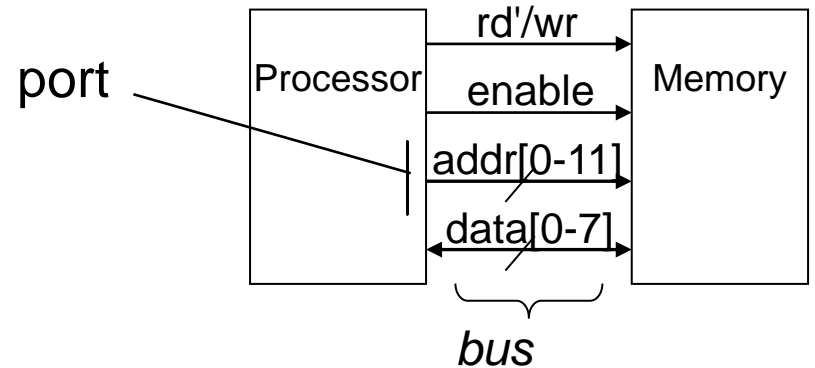 rd'/wr
port
Processor
Memory
enable
addr[0-11]
data[0-7]
bus